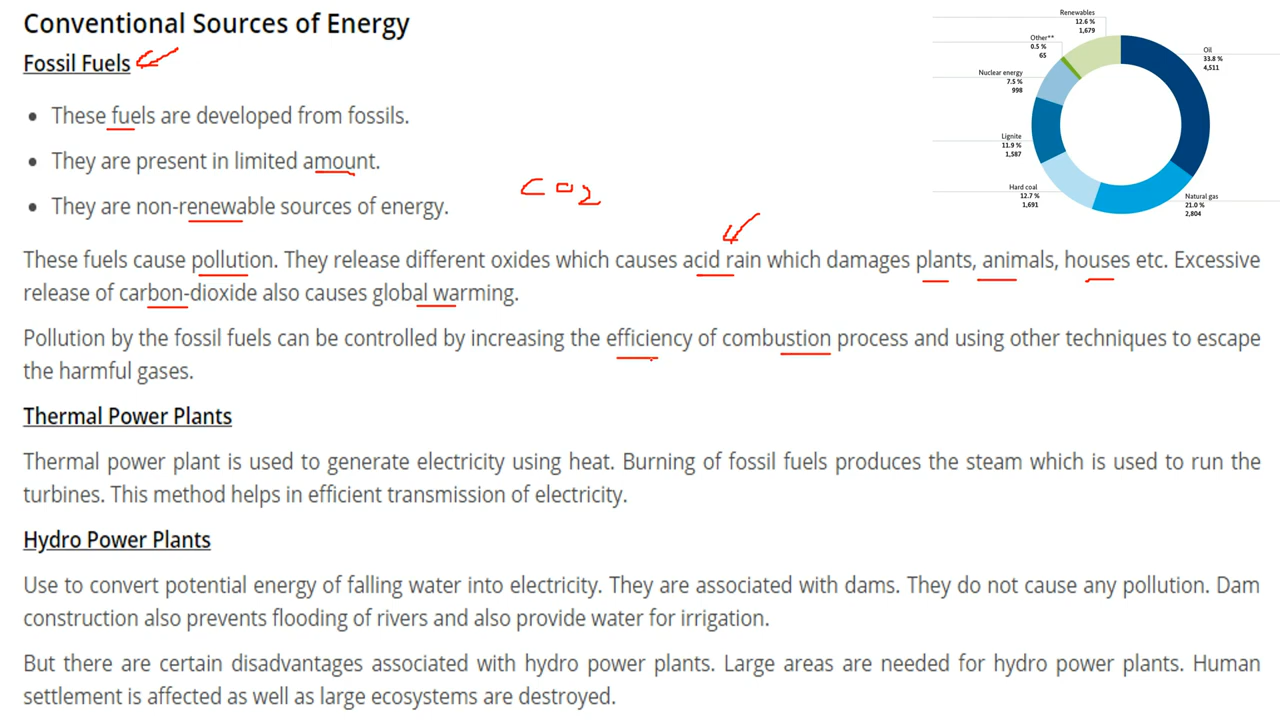 Conventional Sources of Energy
Fossil Fuels
These fuels are developed from fossils.
They are present in limited amount.
They are non-renewable sources of energy.
CO2
These fuels cause pollution. They release different oxides which causes acid rain which damages plants, animals, houses etc. Excessive
release of carbon-dioxide also causes global warming.
Pollution by the fossil fuels can be controlled by increasing the efficiency of combustion process and using other techniques to escape
the harmful gases.
Thermal Power Plants
Thermal power plant is used to generate electricity using heat. Burning of fossil fuels produces the steam which is used to run the
turbines. This method helps in efficient transmission of electricity.
Hydro Power Plants
Use to convert potential energy of falling water into electricity. They are associated with dams. They do not cause any pollution. Dam
construction also prevents flooding of rivers and also provide water for irrigation.
But there are certain disadvantages associated with hydro power plants. Large areas are needed for hydro power plants. Human
settlement is affected as well as large ecosystems are destroyed.
Renewables
12.6 %
1,679
Other**
0.5 %
65
Nuclear energy
7.5 %
998
Lignite
11.9 %
1,587
Hard coal
12.7 %
1,691
Oil
33.8 %
4,511
Natural gas
21.0 %
2,804